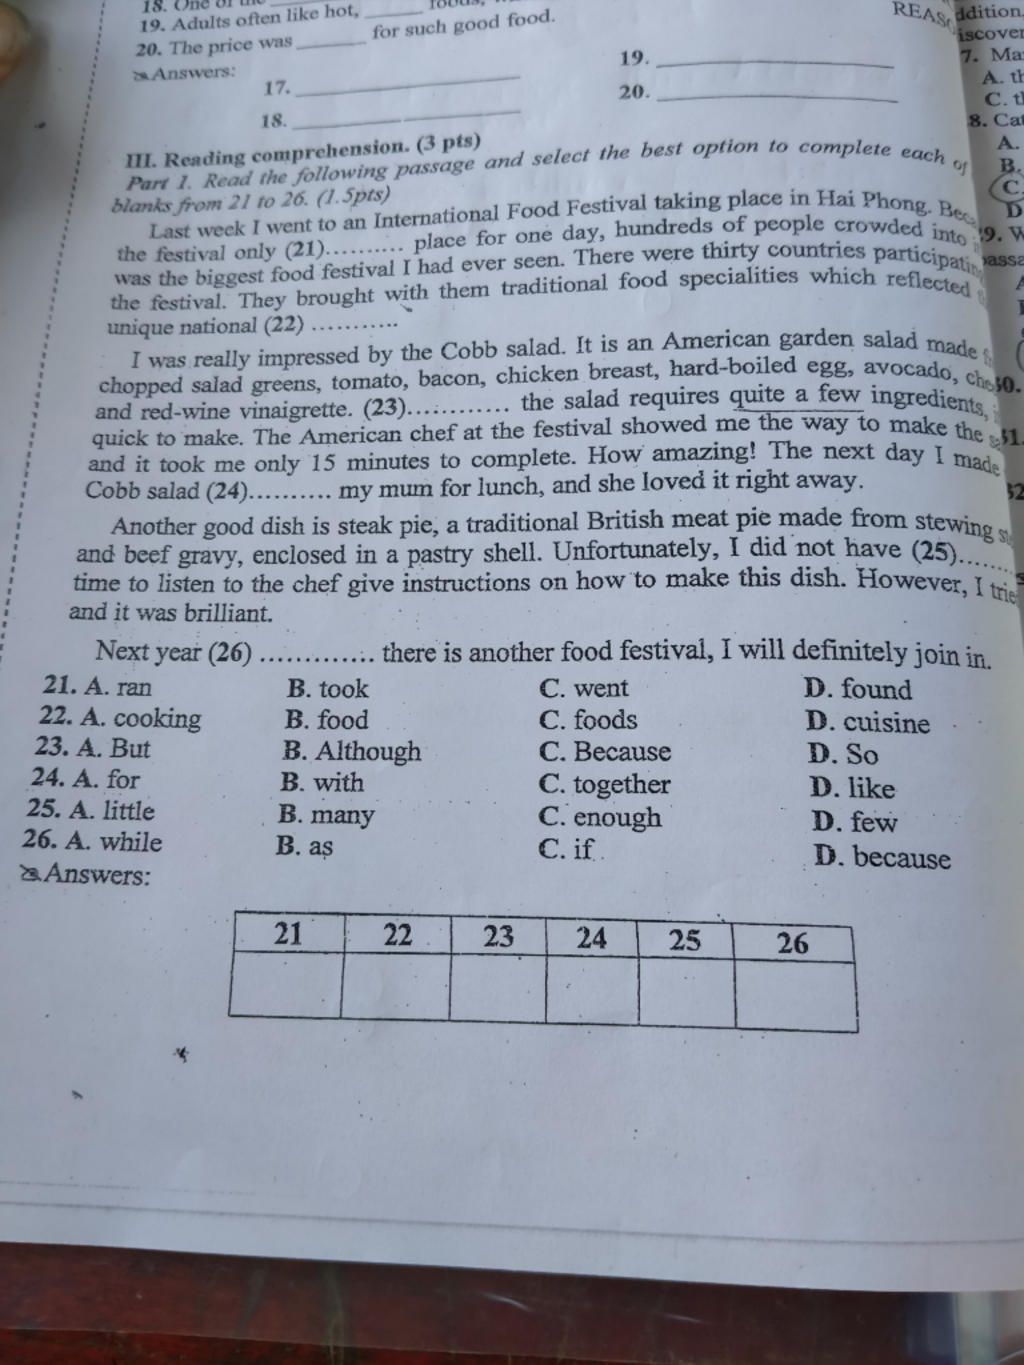 18. One of the
19. Adults often like hot, ______
20. The price was ______ for such good food.
Answers:
17. ______
18. ______
19. ______
20. ______
III. Reading comprehension. (3 pts)
Part 1. Read the following passage and select the best option to complete each of
blanks from 21 to 26. (1.5pts)
Last week I went to an International Food Festival taking place in Hai Phong.
the festival only (21).......... place for one day, hundreds of people crowded into
was the biggest food festival I had ever seen. There were thirty countries
the festival. They brought with them traditional food specialities which reflected
unique national (22) ...........
I was really impressed by the Cobb salad. It is an American garden salad made
chopped salad greens, tomato, bacon, chicken breast, hard-boiled egg, avocado,
and red-wine vinaigrette. (23)............ the salad requires quite a few ingredients,
quick to make. The American chef at the festival showed me the way to make the
and it took me only 15 minutes to complete. How amazing! The next day I made
Cobb salad (24)........... my mum for lunch, and she loved it right away.
Another good dish is steak pie, a traditional British meat pie made from stewing
and beef gravy, enclosed in a pastry shell. Unfortunately, I did not have (25).......
time to listen to the chef give instructions on how to make this dish. However, I
and it was brilliant.
Next year (26) ............. there is another food festival, I will definitely join in.
21. A. ran B. took C. went D. found
22. A. cooking B. food C. foods D. cuisine
23. A. But B. Although C. Because D. So
24. A. for B. with C. together D. like
25. A. little B. many C. enough D. few
26. A. while B. as C. if D. because
Answers:
21 22 23 24 25 26
7.
A.
C.
8.
A.
B.
C.
D